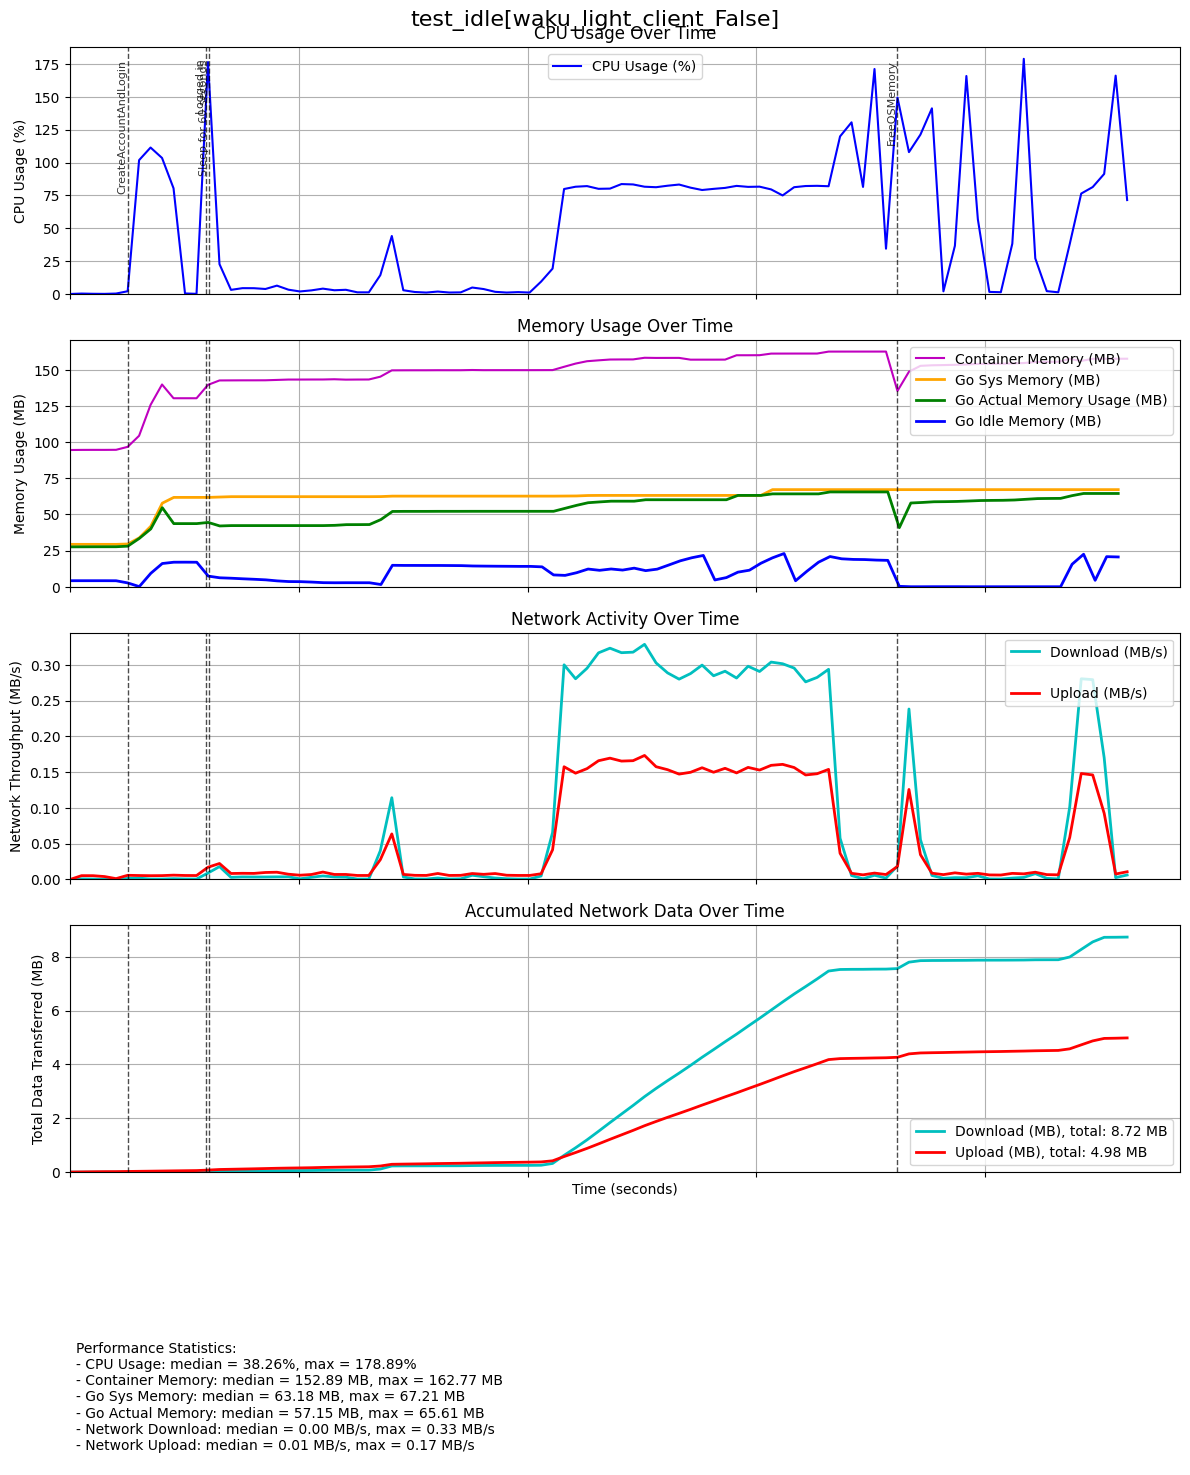 test_idle[waku_light_client_False]
CPU Usage Over Time
CPU Usage (%)
175
150
125
100
75
50
25
0
CPU Usage (%)
CreateAccountAndLogin
Logged in
Sleep for 60 seconds
FreeOSMemory
Memory Usage Over Time
Memory Usage (MB)
150
125
100
75
50
25
0
Container Memory (MB)
Go Sys Memory (MB)
Go Actual Memory Usage (MB)
Go Idle Memory (MB)
Network Activity Over Time
Network Throughput (MB/s)
0.30
0.25
0.20
0.15
0.10
0.05
0.00
Download (MB/s)
Upload (MB/s)
Accumulated Network Data Over Time
Total Data Transferred (MB)
8
6
4
2
0
Download (MB), total: 8.72 MB
Upload (MB), total: 4.98 MB
Time (seconds)
Performance Statistics:
- CPU Usage: median = 38.26%, max = 178.89%
- Container Memory: median = 152.89 MB, max = 162.77 MB
- Go Sys Memory: median = 63.18 MB, max = 67.21 MB
- Go Actual Memory: median = 57.15 MB, max = 65.61 MB
- Network Download: median = 0.00 MB/s, max = 0.33 MB/s
- Network Upload: median = 0.01 MB/s, max = 0.17 MB/s